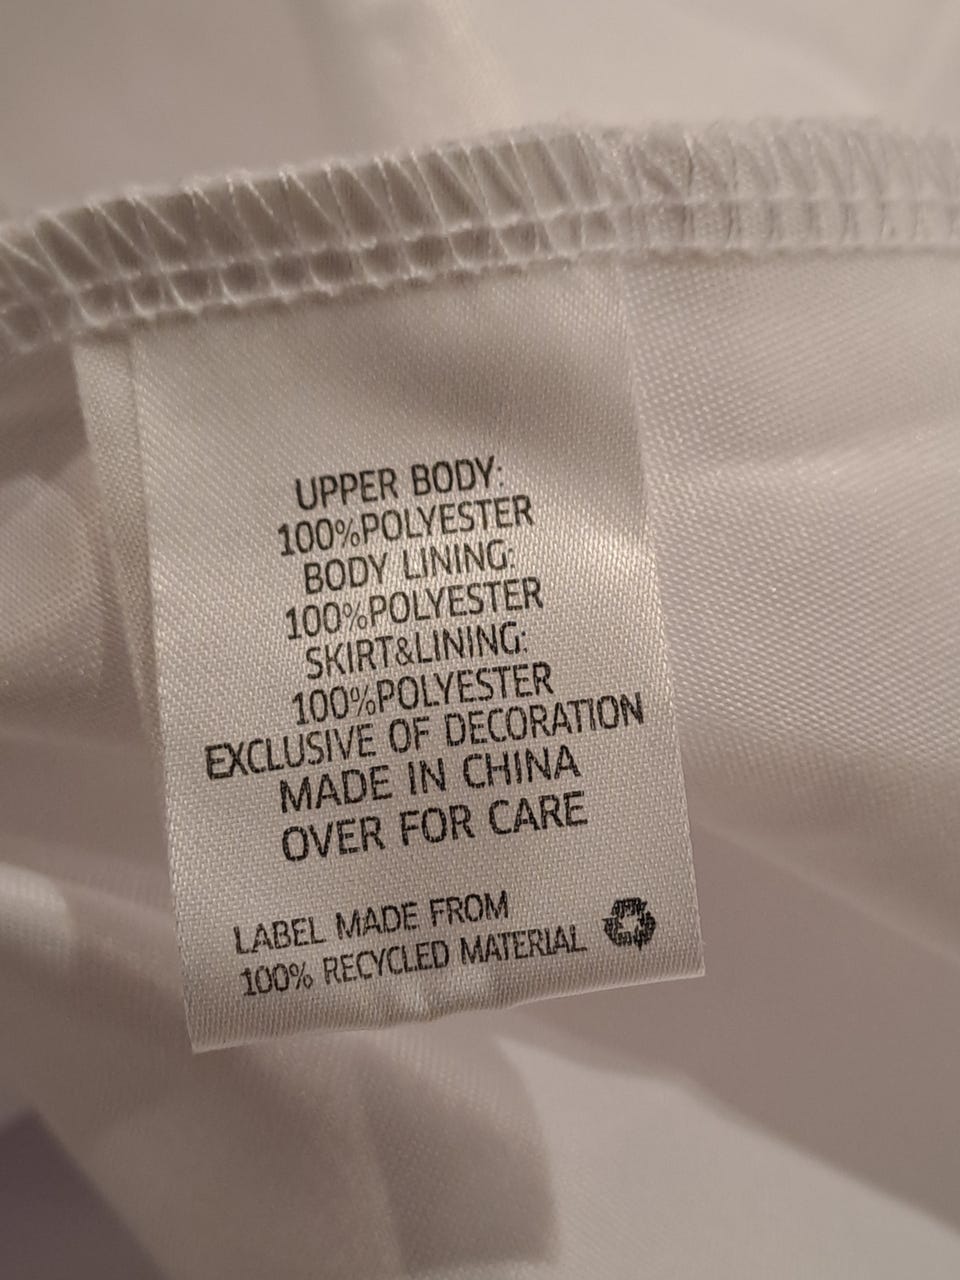 UPPER BODY:
100%POLYESTER
BODY LINING:
100%POLYESTER
SKIRT&LINING:
100%POLYESTER
EXCLUSIVE OF DECORATION
MADE IN CHINA
OVER FOR CARE
LABEL MADE FROM
100% RECYCLED MATERIAL